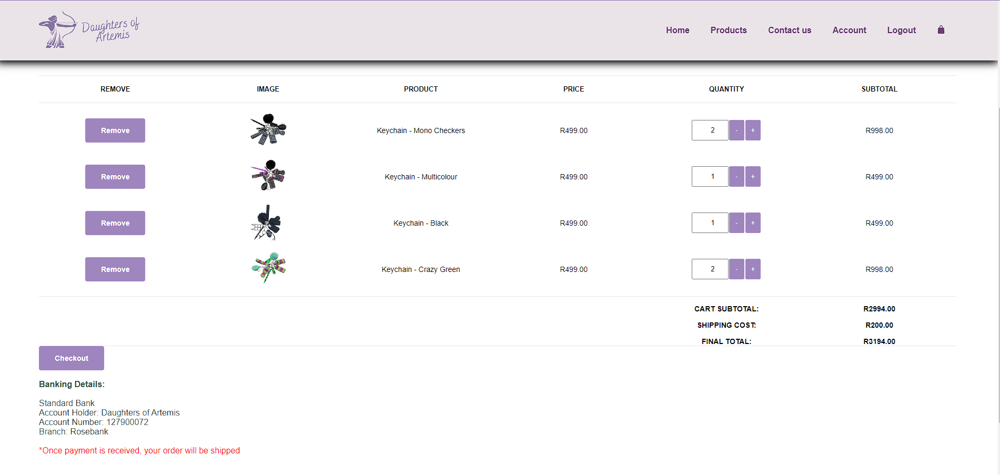 Daughters of
Artemis
Home Products Contact us Account Logout
REMOVE IMAGE PRODUCT PRICE QUANTITY SUBTOTAL
Remove Keychain - Mono Checkers R499.00 2 - + R998.00
Remove Keychain - Multicolour R499.00 1 - + R499.00
Remove Keychain - Black R499.00 1 - + R499.00
Remove Keychain - Crazy Green R499.00 2 - + R998.00
CART SUBTOTAL: R2994.00
SHIPPING COST: R200.00
FINAL TOTAL: R3194.00
Checkout
Banking Details:
Standard Bank
Account Holder: Daughters of Artemis
Account Number: 127900072
Branch: Rosebank
*Once payment is received, your order will be shipped